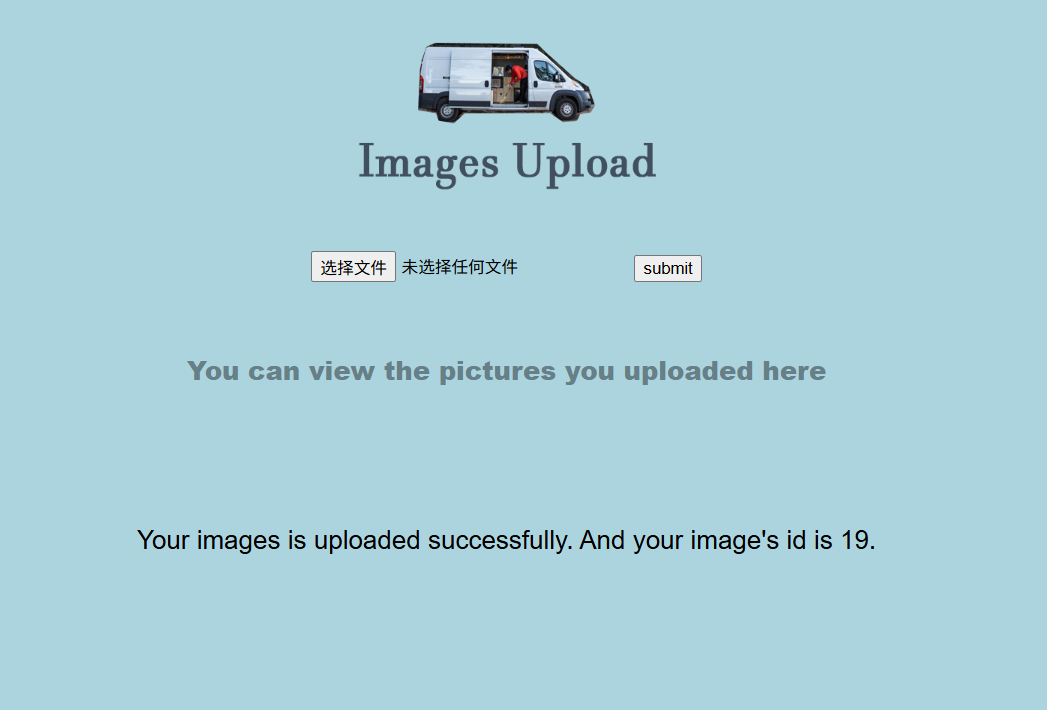 Images Upload
选择文件 未选择任何文件 submit
You can view the pictures you uploaded here
Your images is uploaded successfully. And your image's id is 19.